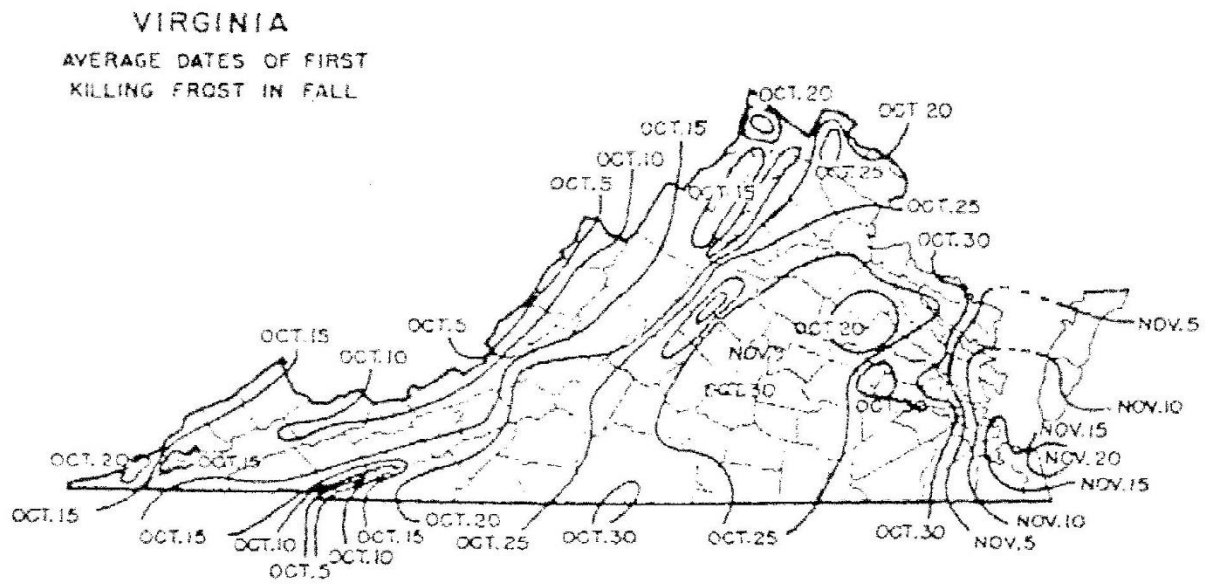 VIRGINIA
AVERAGE DATES OF FIRST
KILLING FROST IN FALL
OCT. 20
OCT. 20
OCT.15
OCT.10
OCT.5
OCT.15
OCT.25
OCT.25
OCT.30
OCT.5
OCT.15
OCT.10
OCT.20
NOV.5
NOV.10
OCT.30
NOV.15
NOV.20
NOV.15
OCT.20
OCT.15
OCT.15
OCT.15
OCT.10
OCT.5
OCT.10
OCT.15
OCT.20
OCT.25
OCT.30
OCT.25
OCT.30
NOV.5
NOV.10